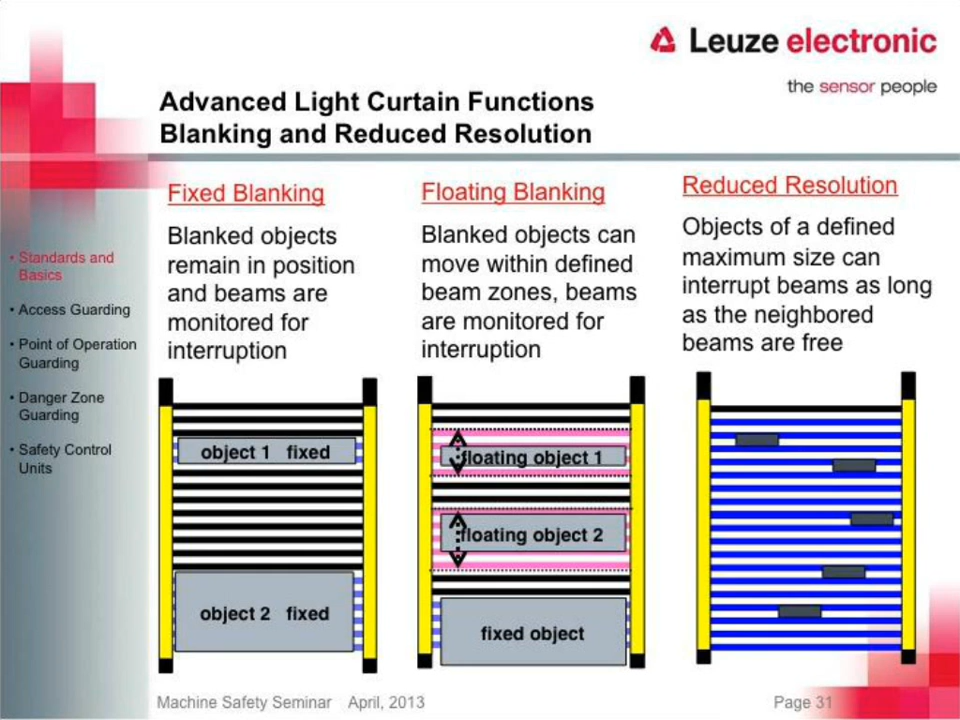 Leuze electronic
the sensor people
Advanced Light Curtain Functions
Blanking and Reduced Resolution
• Standards and
Basics
• Access Guarding
• Point of Operation
Guarding
• Danger Zone
Guarding
• Safety Control
Units
Fixed Blanking
Blanked objects
remain in position
and beams are
monitored for
interruption
object 1 fixed
object 2 fixed
Floating Blanking
Blanked objects can
move within defined
beam zones, beams
are monitored for
interruption
floating object 1
floating object 2
fixed object
Reduced Resolution
Objects of a defined
maximum size can
interrupt beams as long
as the neighbored
beams are free
Machine Safety Seminar April, 2013
Page 31